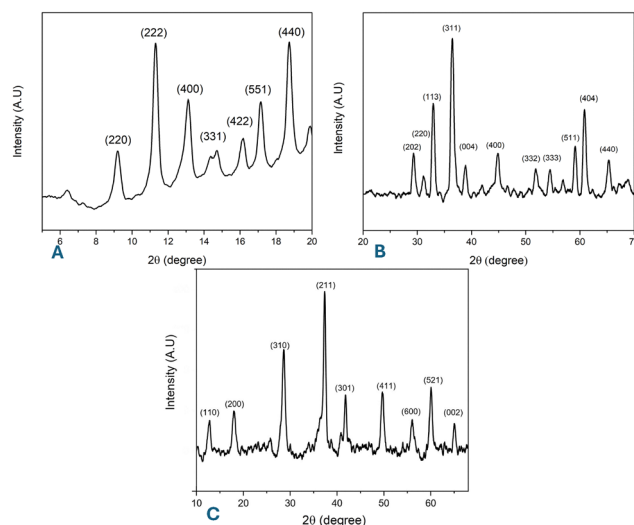 (440)
(222)
(400)
(551)
(422)
(331)
(220)
Intensity (A.U)
6 8 10 12 14 16 18 20
A
2θ (degree)
(311)
(113)
(404)
(220)
(202)
(511)
(400)
(004)
(332)
(333)
(440)
Intensity (A.U)
20 30 40 50 60 70
2θ (degree)
B
(211)
(310)
(521)
(301)
(411)
(200)
(110)
(600)
(002)
Intensity (A.U)
10 20 30 40 50 60
C
2θ (degree)